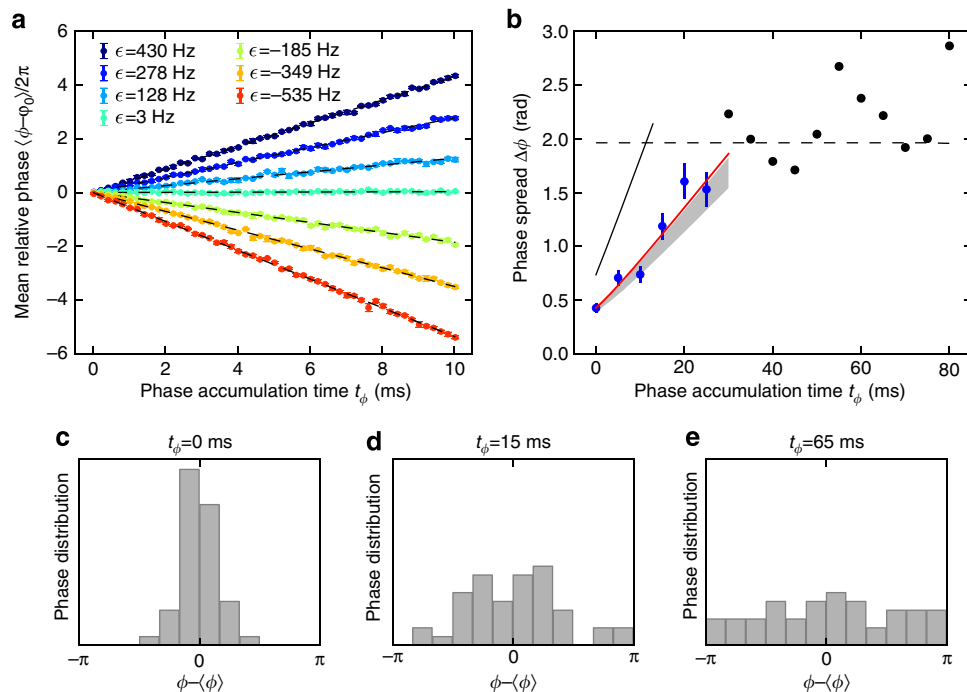 a
Mean relative phase ⟨ϕ–φ₀⟩/2π
6
4
2
0
–2
–4
–6
ϵ=430 Hz
ϵ=278 Hz
ϵ=128 Hz
ϵ=3 Hz
ϵ=–185 Hz
ϵ=–349 Hz
ϵ=–535 Hz
0 2 4 6 8 10
Phase accumulation time tϕ (ms)
b
Phase spread Δϕ (rad)
3.0
2.5
2.0
1.5
1.0
0.5
0.0
0 20 40 60 80
Phase accumulation time tϕ (ms)
c
tϕ=0 ms
Phase distribution
–π 0 π
ϕ–⟨ϕ⟩
d
tϕ=15 ms
Phase distribution
–π 0 π
ϕ–⟨ϕ⟩
e
tϕ=65 ms
Phase distribution
–π 0 π
ϕ–⟨ϕ⟩